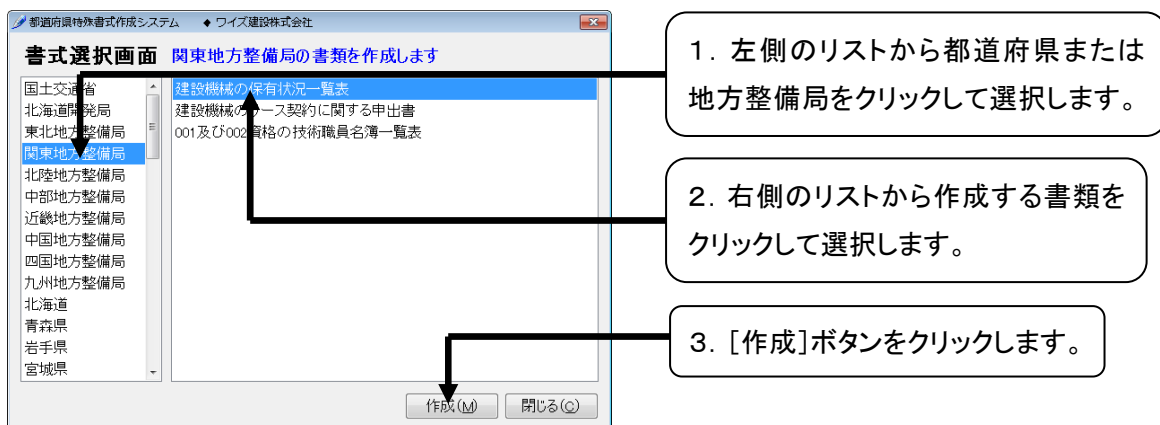 都道府県特殊書式作成システム ◆ ワイズ建設株式会社
書式選択画面 関東地方整備局の書類を作成します
国土交通省
北海道開発局
東北地方整備局
関東地方整備局
北陸地方整備局
中部地方整備局
近畿地方整備局
中国地方整備局
四国地方整備局
九州地方整備局
北海道
青森県
岩手県
宮城県
建設機械の保有状況一覧表
建設機械のリース契約に関する申出書
001及び002資格の技術職員名簿一覧表
作成(M) 閉じる(C)
1. 左側のリストから都道府県または
地方整備局をクリックして選択します。
2. 右側のリストから作成する書類を
クリックして選択します。
3. [作成]ボタンをクリックします。